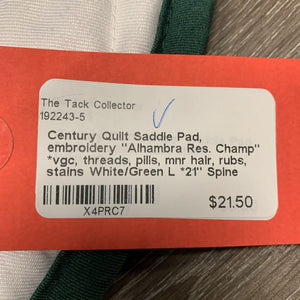 The Tack Collector
192243-5
Century Quilt Saddle Pad,
embroidery "Alhambra Res. Champ"
*vgc, threads, pills, mnr hair, rubs,
stains White/Green L *21" Spine
X4PRC7
$21.50